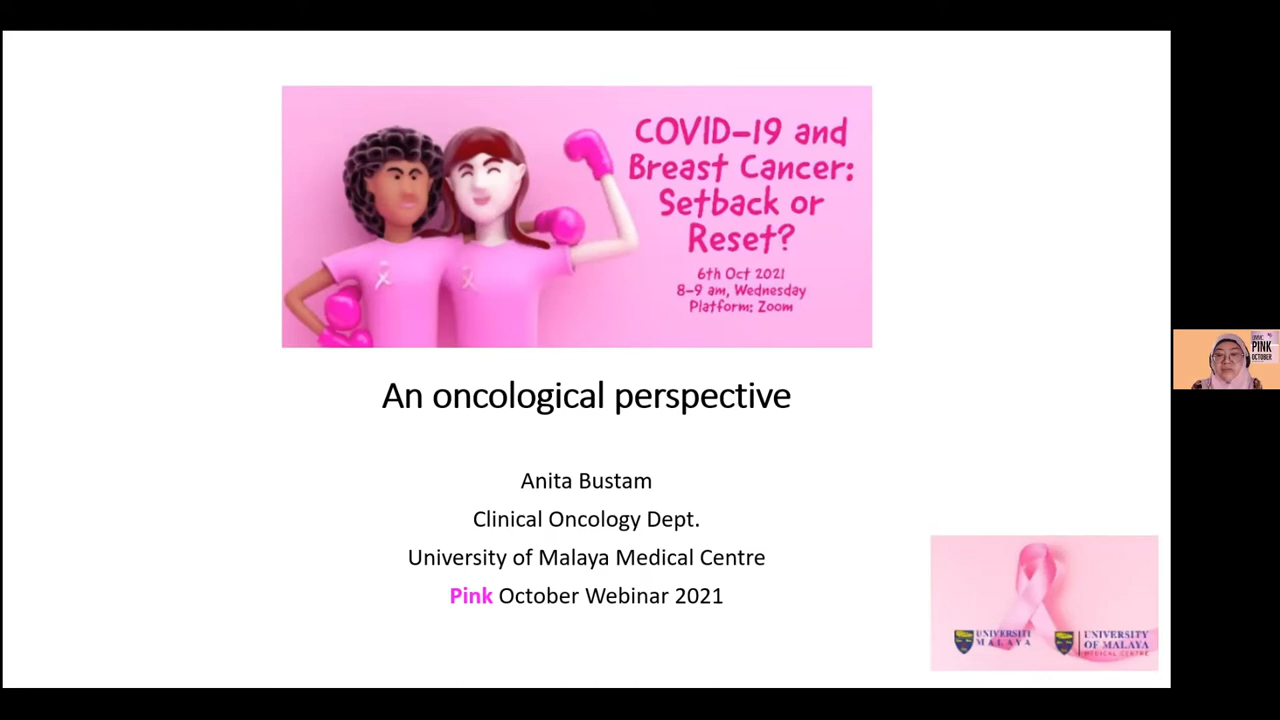 COVID-19 and
Breast Cancer:
Setback or
Reset?
6th Oct 2021
8-9 am, Wednesday
Platform: Zoom
An oncological perspective
Anita Bustam
Clinical Oncology Dept.
University of Malaya Medical Centre
Pink October Webinar 2021
PINK
OCTOBER
UNIVERSITI
MALAYA
UNIVERSITY
OF MALAYA
MEDICAL CENTRE